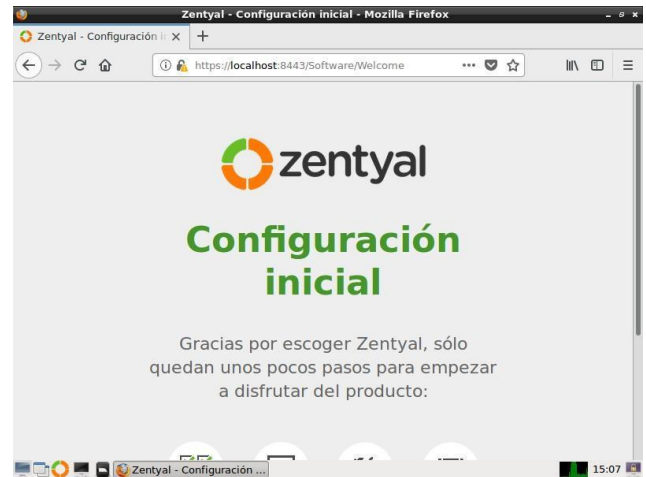 Zentyal - Configuración inicial - Mozilla Firefox
Zentyal - Configuración i
https://localhost:8443/Software/Welcome
zentyal
Configuración
inicial
Gracias por escoger Zentyal, sólo
quedan unos pocos pasos para empezar
a disfrutar del producto:
Zentyal - Configuración ...
15:07